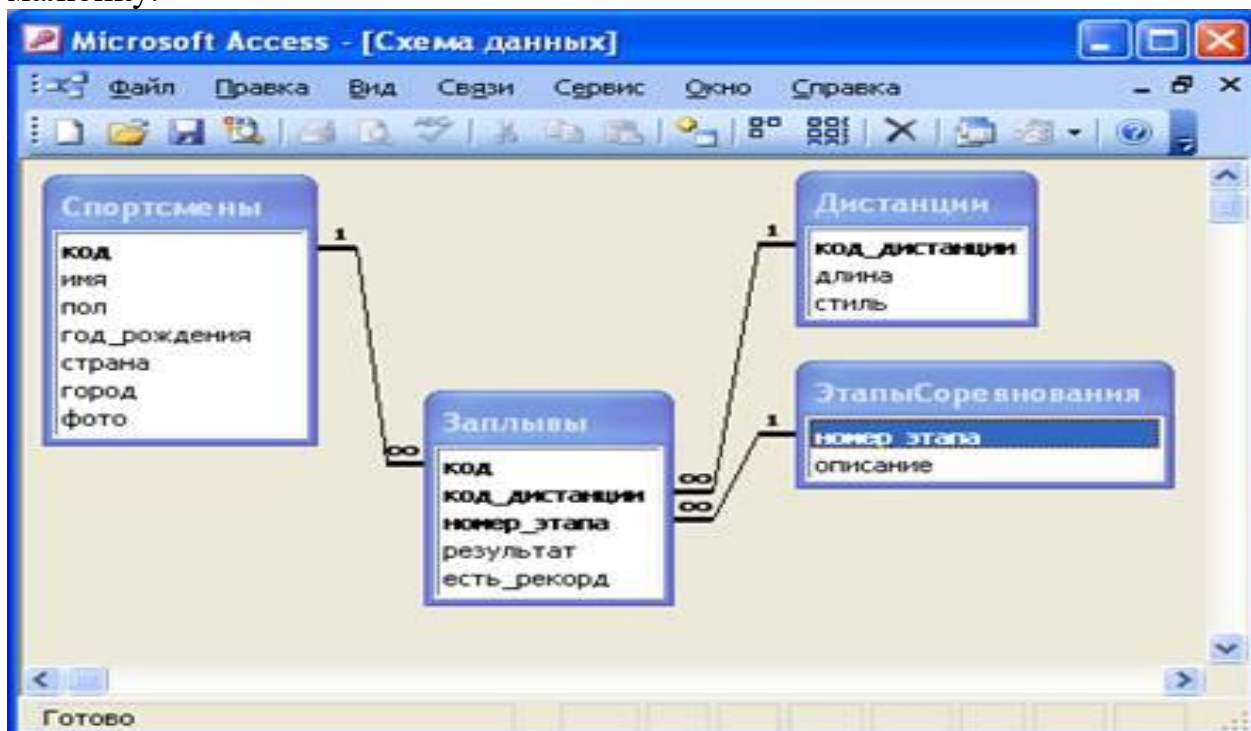 Microsoft Access - [Схема данных]
Файл Правка Вид Связи Сервис Окно Справка
Спортсмены
код
имя
пол
год_рождения
страна
город
фото
1
∞
Заплывы
код
код_дистанции
номер_этапа
результат
есть_рекорд
Дистанции
код_дистанции
длина
стиль
1
∞
ЭтапыСоревнования
номер_этапа
описание
1
∞
Готово